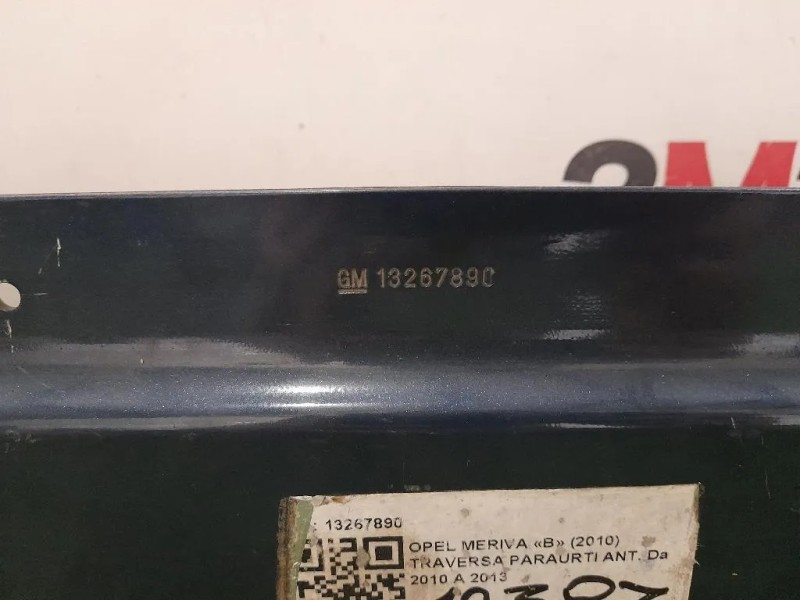 GM 13267890
13267890
OPEL MERIVA «B» (2010)
TRAVERSA PARAURTI ANT. Da
2010 A 2013